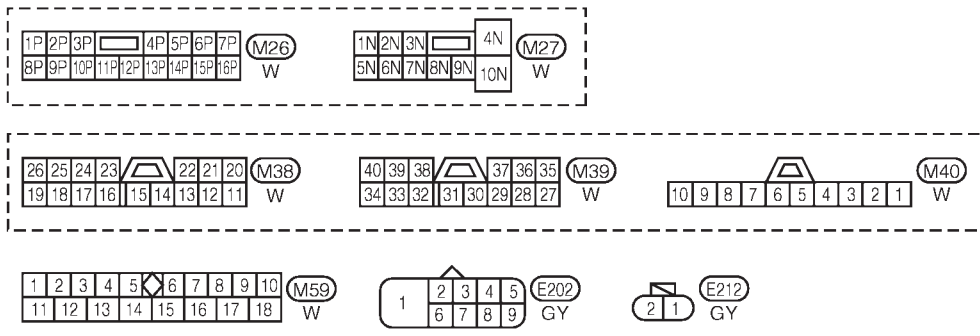 1P 2P 3P 4P 5P 6P 7P
8P 9P 10P 11P 12P 13P 14P 15P 16P
M26
W
1N 2N 3N 4N
5N 6N 7N 8N 9N 10N
M27
W
26 25 24 23 22 21 20
19 18 17 16 15 14 13 12 11
M38
W
40 39 38 37 36 35
34 33 32 31 30 29 28 27
M39
W
10 9 8 7 6 5 4 3 2 1
M40
W
1 2 3 4 5 6 7 8 9 10
11 12 13 14 15 16 17 18
M59
W
1 2 3 4 5
6 7 8 9
E202
GY
2 1
E212
GY